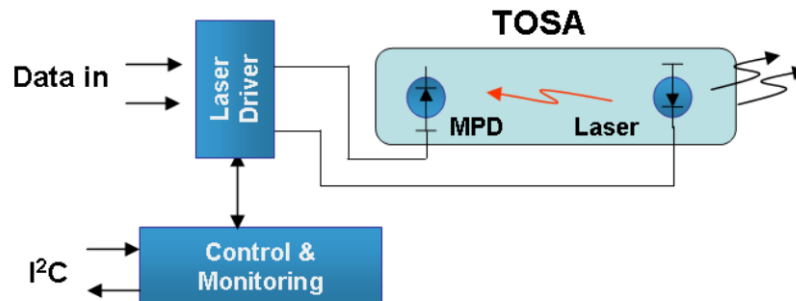 TOSA
Data in
Laser
Driver
MPD
Laser
Control &
Monitoring
I²C